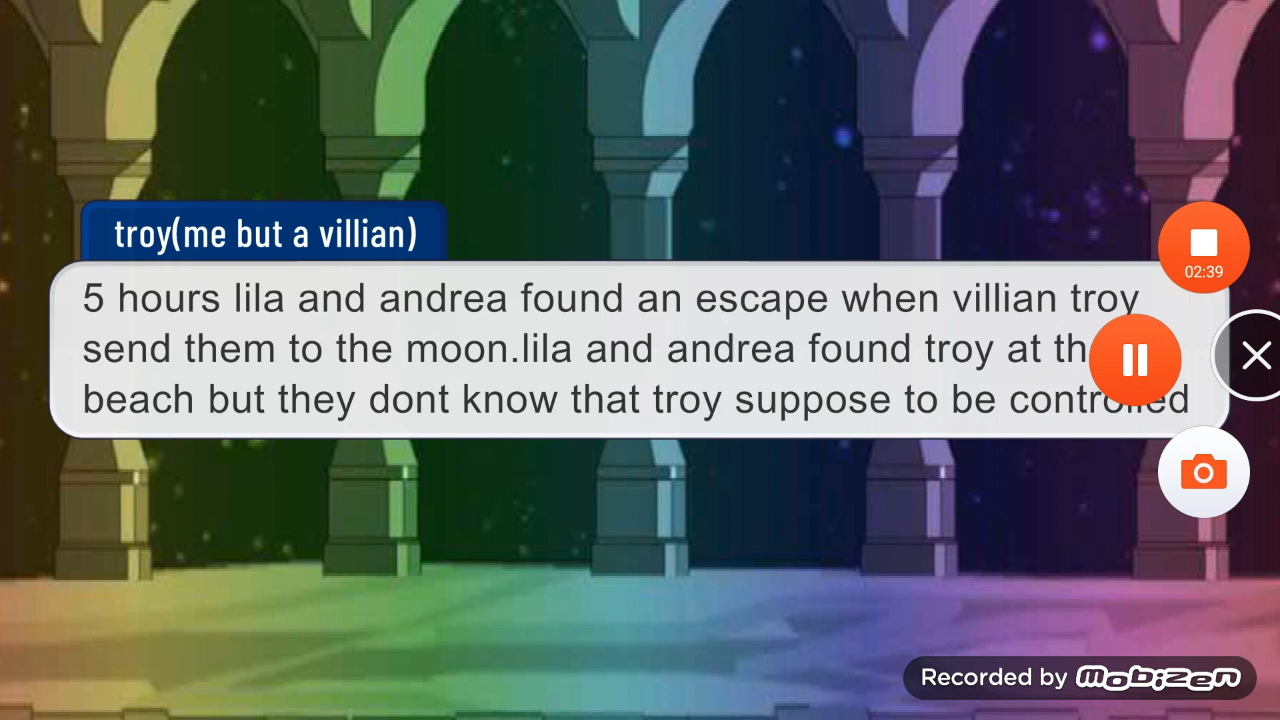 troy(me but a villian)
5 hours lila and andrea found an escape when villian troy
send them to the moon.lila and andrea found troy at
beach but they dont know that troy suppose to be controlled
02:39
Recorded by mobizen